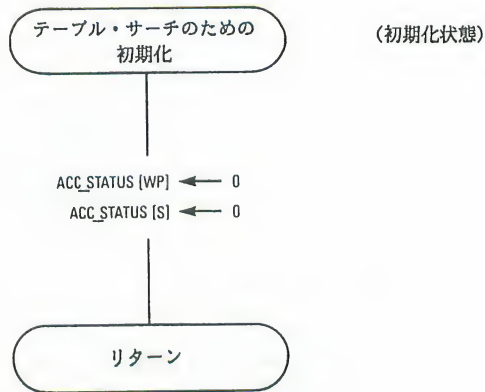 テーブル・サーチのための
初期化
(初期化状態)
ACC_STATUS [WP] ← 0
ACC_STATUS [S] ← 0
リターン